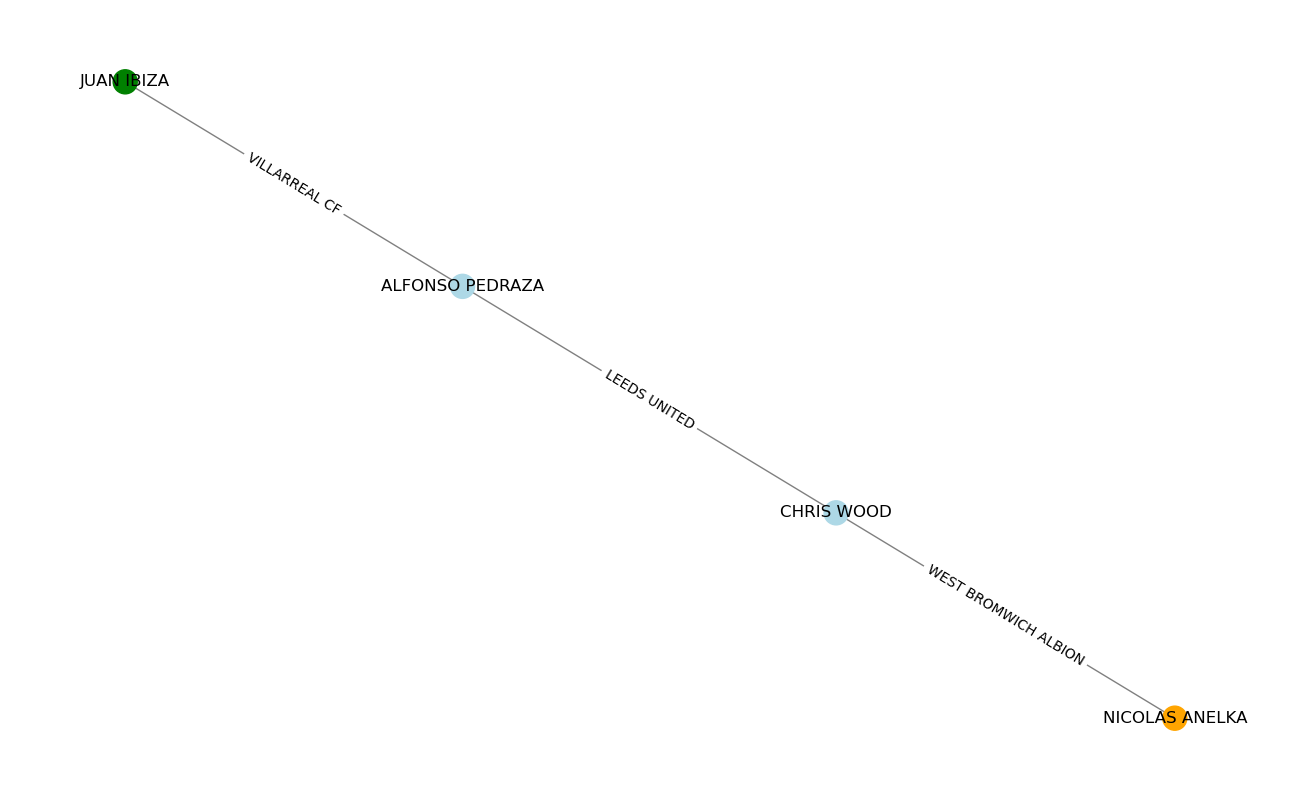 JUAN IBIZA
VILLARREAL CF
ALFONSO PEDRAZA
LEEDS UNITED
CHRIS WOOD
WEST BROMWICH ALBION
NICOLAS ANELKA